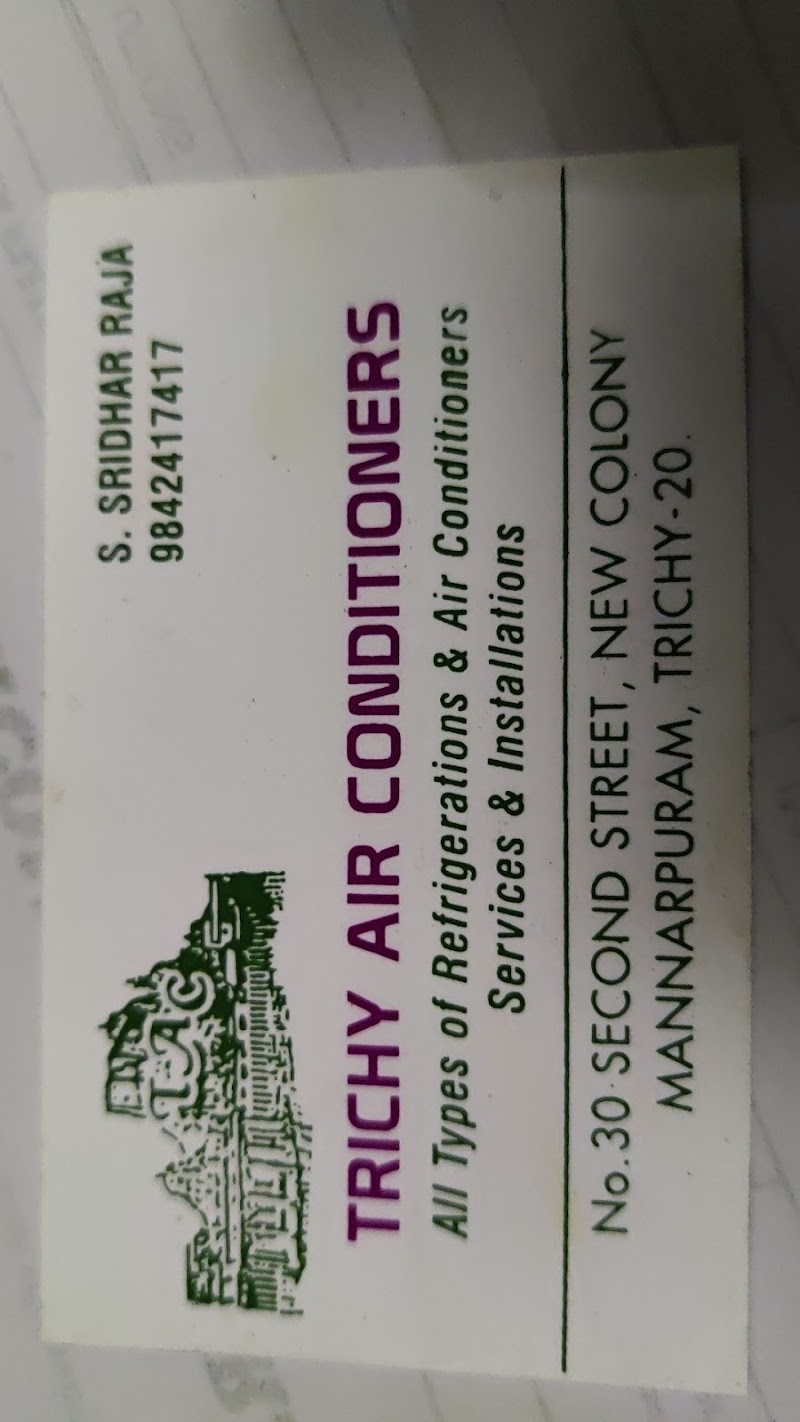 S. SRIDHAR RAJA
9842417417
TAC
TRICHY AIR CONDITIONERS
All Types of Refrigerations & Air Conditioners
Services & Installations
No.30 SECOND STREET, NEW COLONY
MANNARPURAM, TRICHY-20.